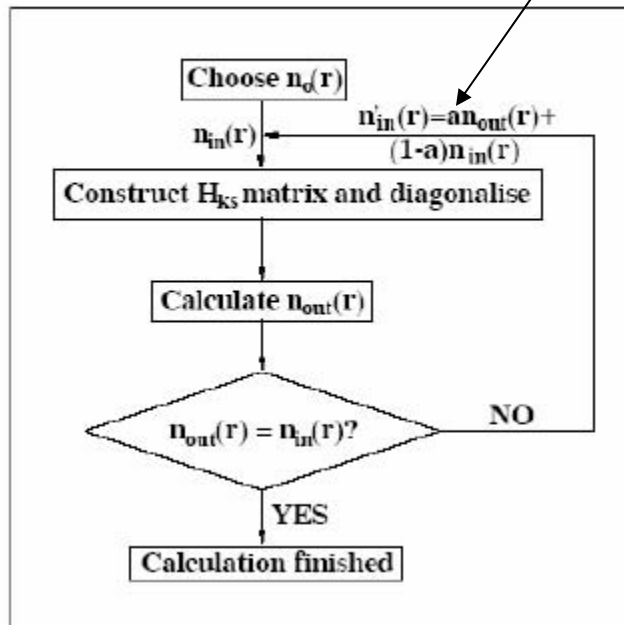 Choose n₀(r)
n'ᵢₙ(r)=anₒᵤₜ(r)+
nᵢₙ(r)
(1-a)nᵢₙ(r)
Construct Hₖₛ matrix and diagonalise
Calculate nₒᵤₜ(r)
nₒᵤₜ(r) = nᵢₙ(r)?
NO
YES
Calculation finished